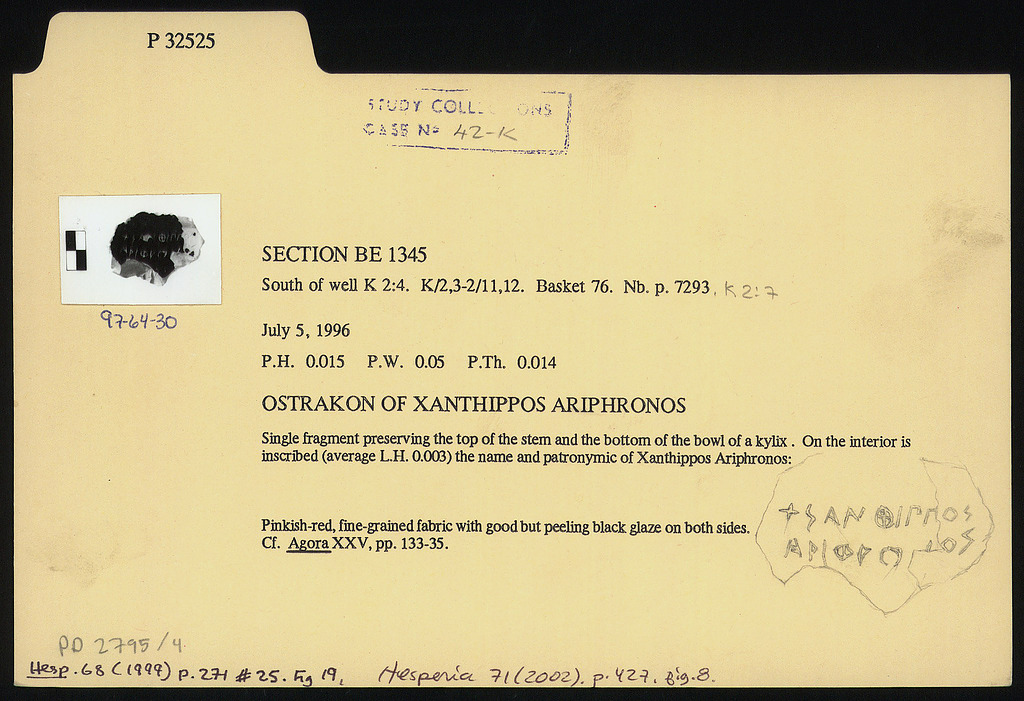 P 32525
STUDY COLL ONS
CASE Nº 42-K
SECTION BE 1345
South of well K 2:4. K/2,3-2/11,12. Basket 76. Nb. p. 7293, K 2:7
97-64-30
July 5, 1996
P.H. 0.015 P.W. 0.05 P.Th. 0.014
OSTRAKON OF XANTHIPPOS ARIPHRONOS
Single fragment preserving the top of the stem and the bottom of the bowl of a kylix . On the interior is
inscribed (average L.H. 0.003) the name and patronymic of Xanthippos Ariphronos:
Pinkish-red, fine-grained fabric with good but peeling black glaze on both sides.
Cf. Agora XXV, pp. 133-35.
PD 2795/4
Hesp. 68 (1999) p. 271 #25. Fig 19. Hesperia 71 (2002). p. 427, fig. 8.